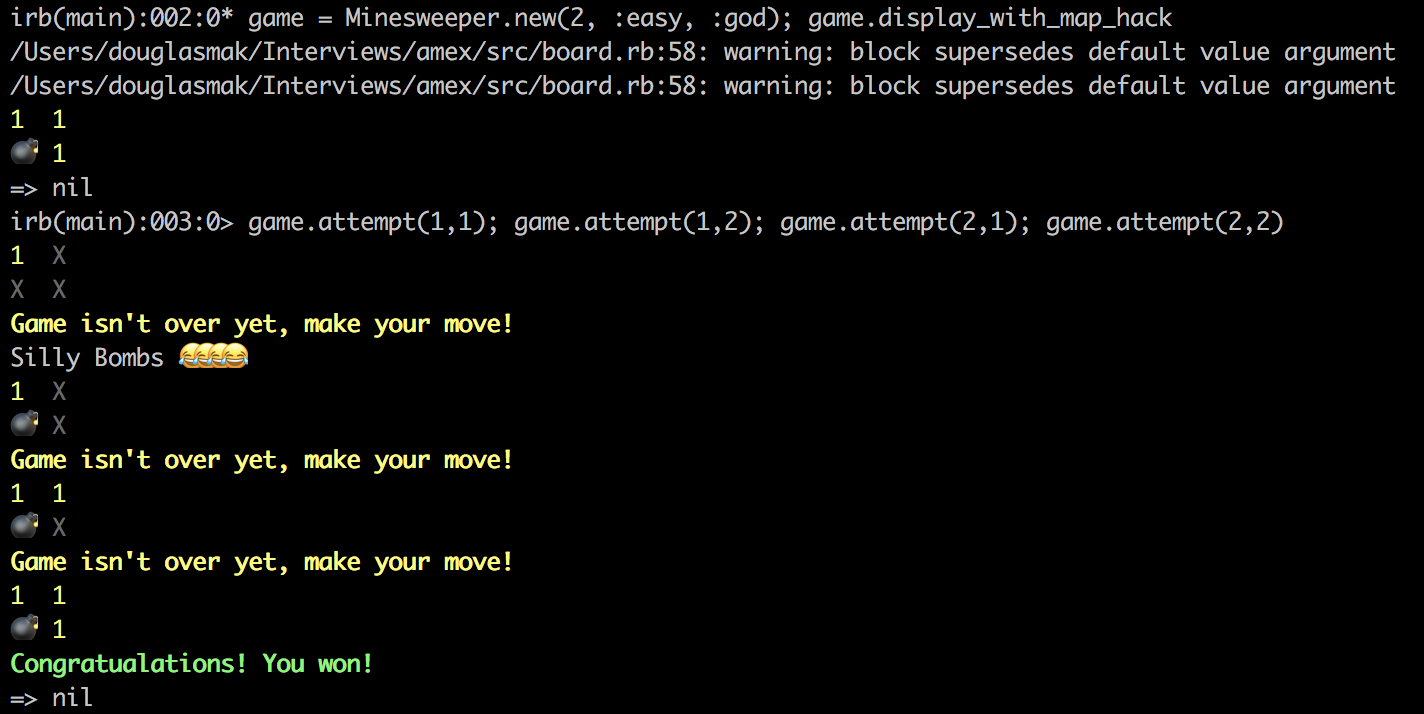 irb(main):002:0* game = Minesweeper.new(2, :easy, :god); game.display_with_map_hack
/Users/douglasmak/Interviews/amex/src/board.rb:58: warning: block supersedes default value argument
/Users/douglasmak/Interviews/amex/src/board.rb:58: warning: block supersedes default value argument
1  1
💣 1
=> nil
irb(main):003:0> game.attempt(1,1); game.attempt(1,2); game.attempt(2,1); game.attempt(2,2)
1  X
X  X
Game isn't over yet, make your move!
Silly Bombs 😂😂😂😂
1  X
💣 X
Game isn't over yet, make your move!
1  1
💣 X
Game isn't over yet, make your move!
1  1
💣 1
Congratualations! You won!
=> nil